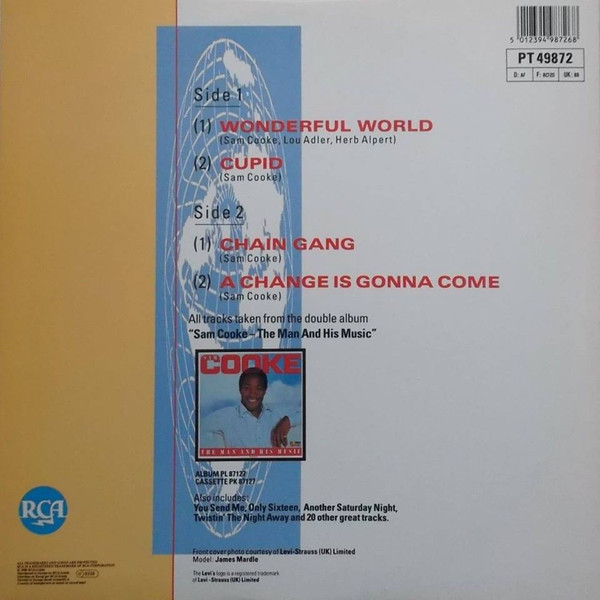 5 012394 987268
PT 49872
UK: BB
Side 1
(1) WONDERFUL WORLD
(Sam Cooke, Lou Adler, Herb Alpert)
(2) CUPID
(Sam Cooke)
Side 2
(1) CHAIN GANG
(Sam Cooke)
(2) A CHANGE IS GONNA COME
(Sam Cooke)
All tracks taken from the double album
"Sam Cooke – The Man And His Music"
COOKE
THE MAN AND HIS MUSIC
ALBUM PL 87127
CASSETTE PK 87127
Also includes:
You Send Me, Only Sixteen, Another Saturday Night,
Twistin' The Night Away and 20 other great tracks.
RCA
Front cover photo courtesy of Levi-Strauss (UK) Limited
Model: James Mardle
The Levi's logo is a registered trademark
of Levi - Strauss (UK) Limited